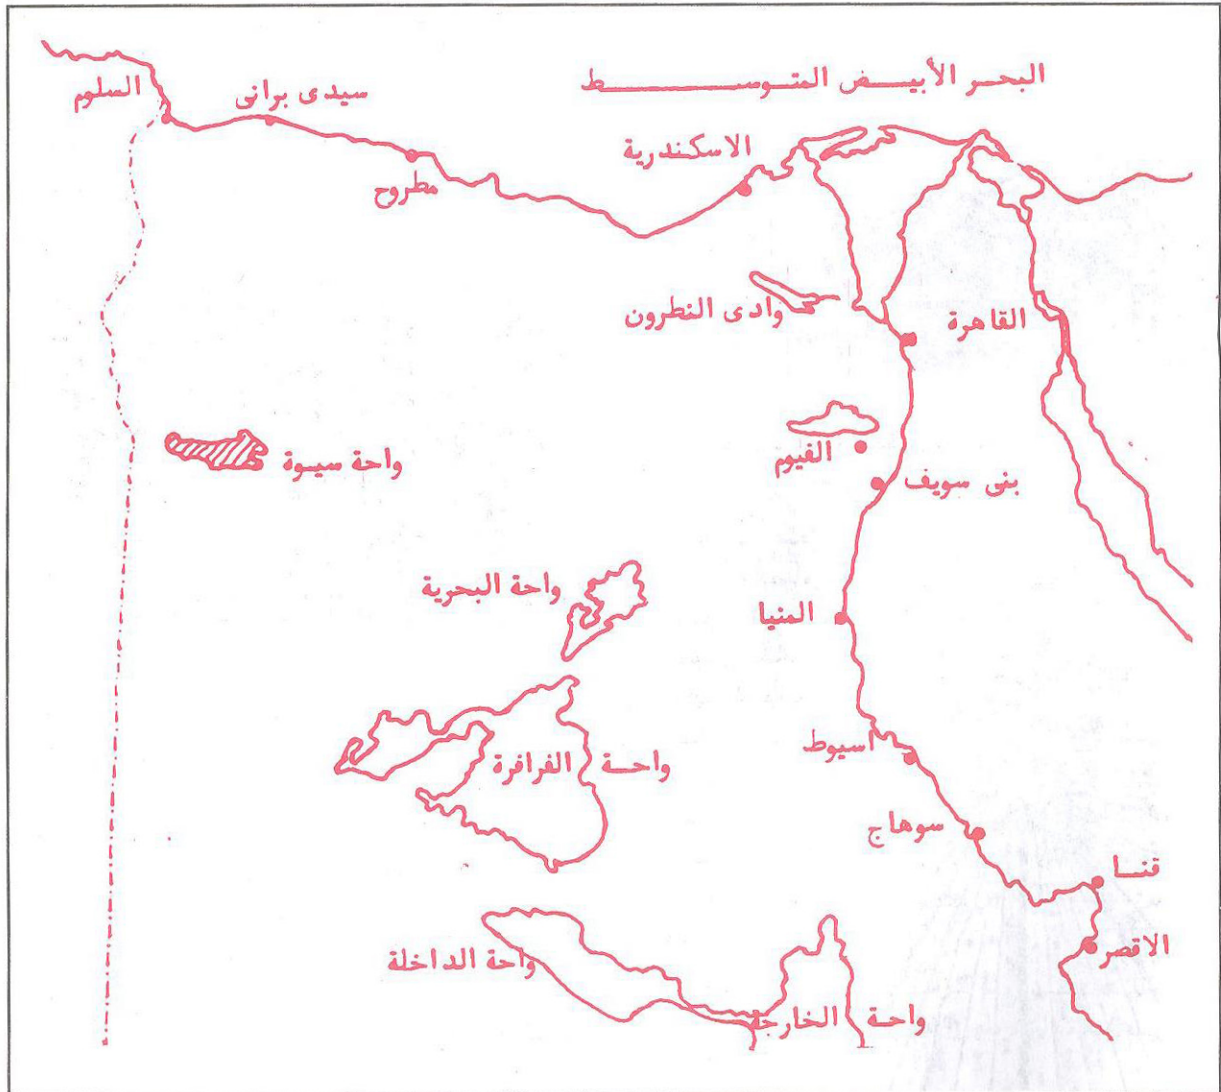 البحر الأبيض المتوسط
السلوم
سيدى برانى
مطروح
الاسكندرية
وادى النطرون
القاهرة
الفيوم
واحة سيوة
بنى سويف
واحة البحرية
المنيا
اسيوط
واحة الفرافرة
سوهاج
قنا
الاقصر
واحة الداخلة
واحة الخارجة